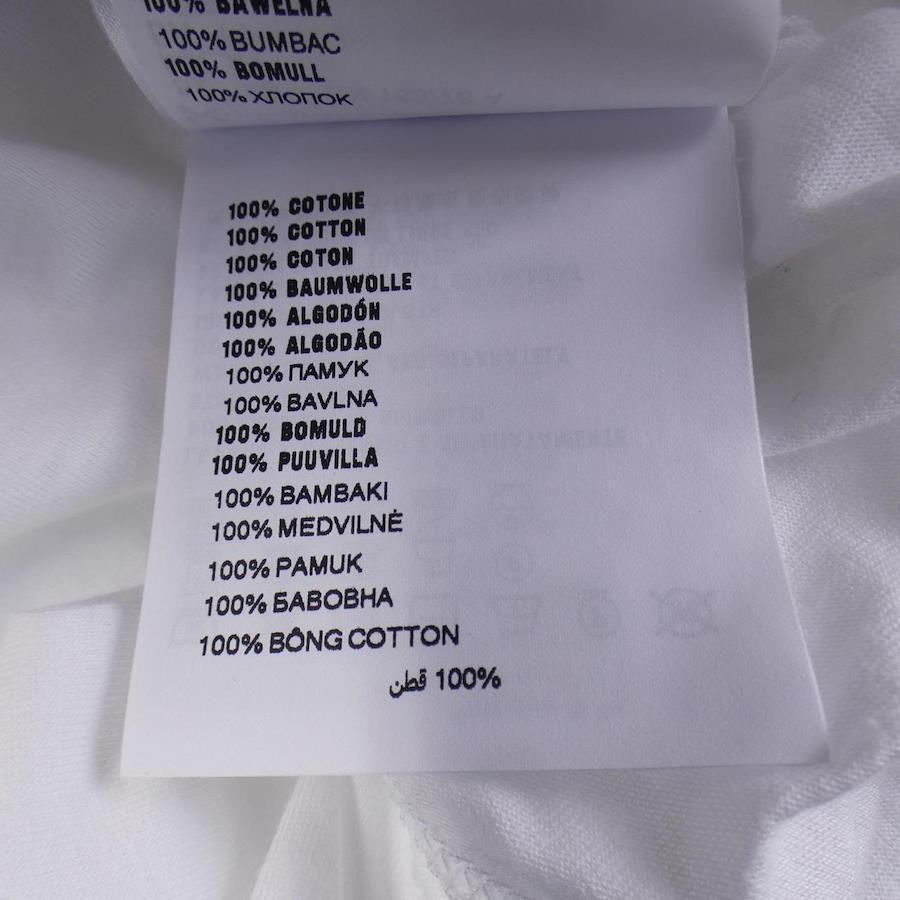 100% BAWEŁNA
100% BUMBAC
100% BOMULL
100% ХЛОПОК
100% COTONE
100% COTTON
100% COTON
100% BAUMWOLLE
100% ALGODÓN
100% ALGODÃO
100% ПАМУК
100% BAVLNA
100% BOMULD
100% PUUVILLA
100% BAMBAKI
100% MEDVILNĖ
100% PAMUK
100% БАВОВНА
100% BÔNG COTTON
100% قطن